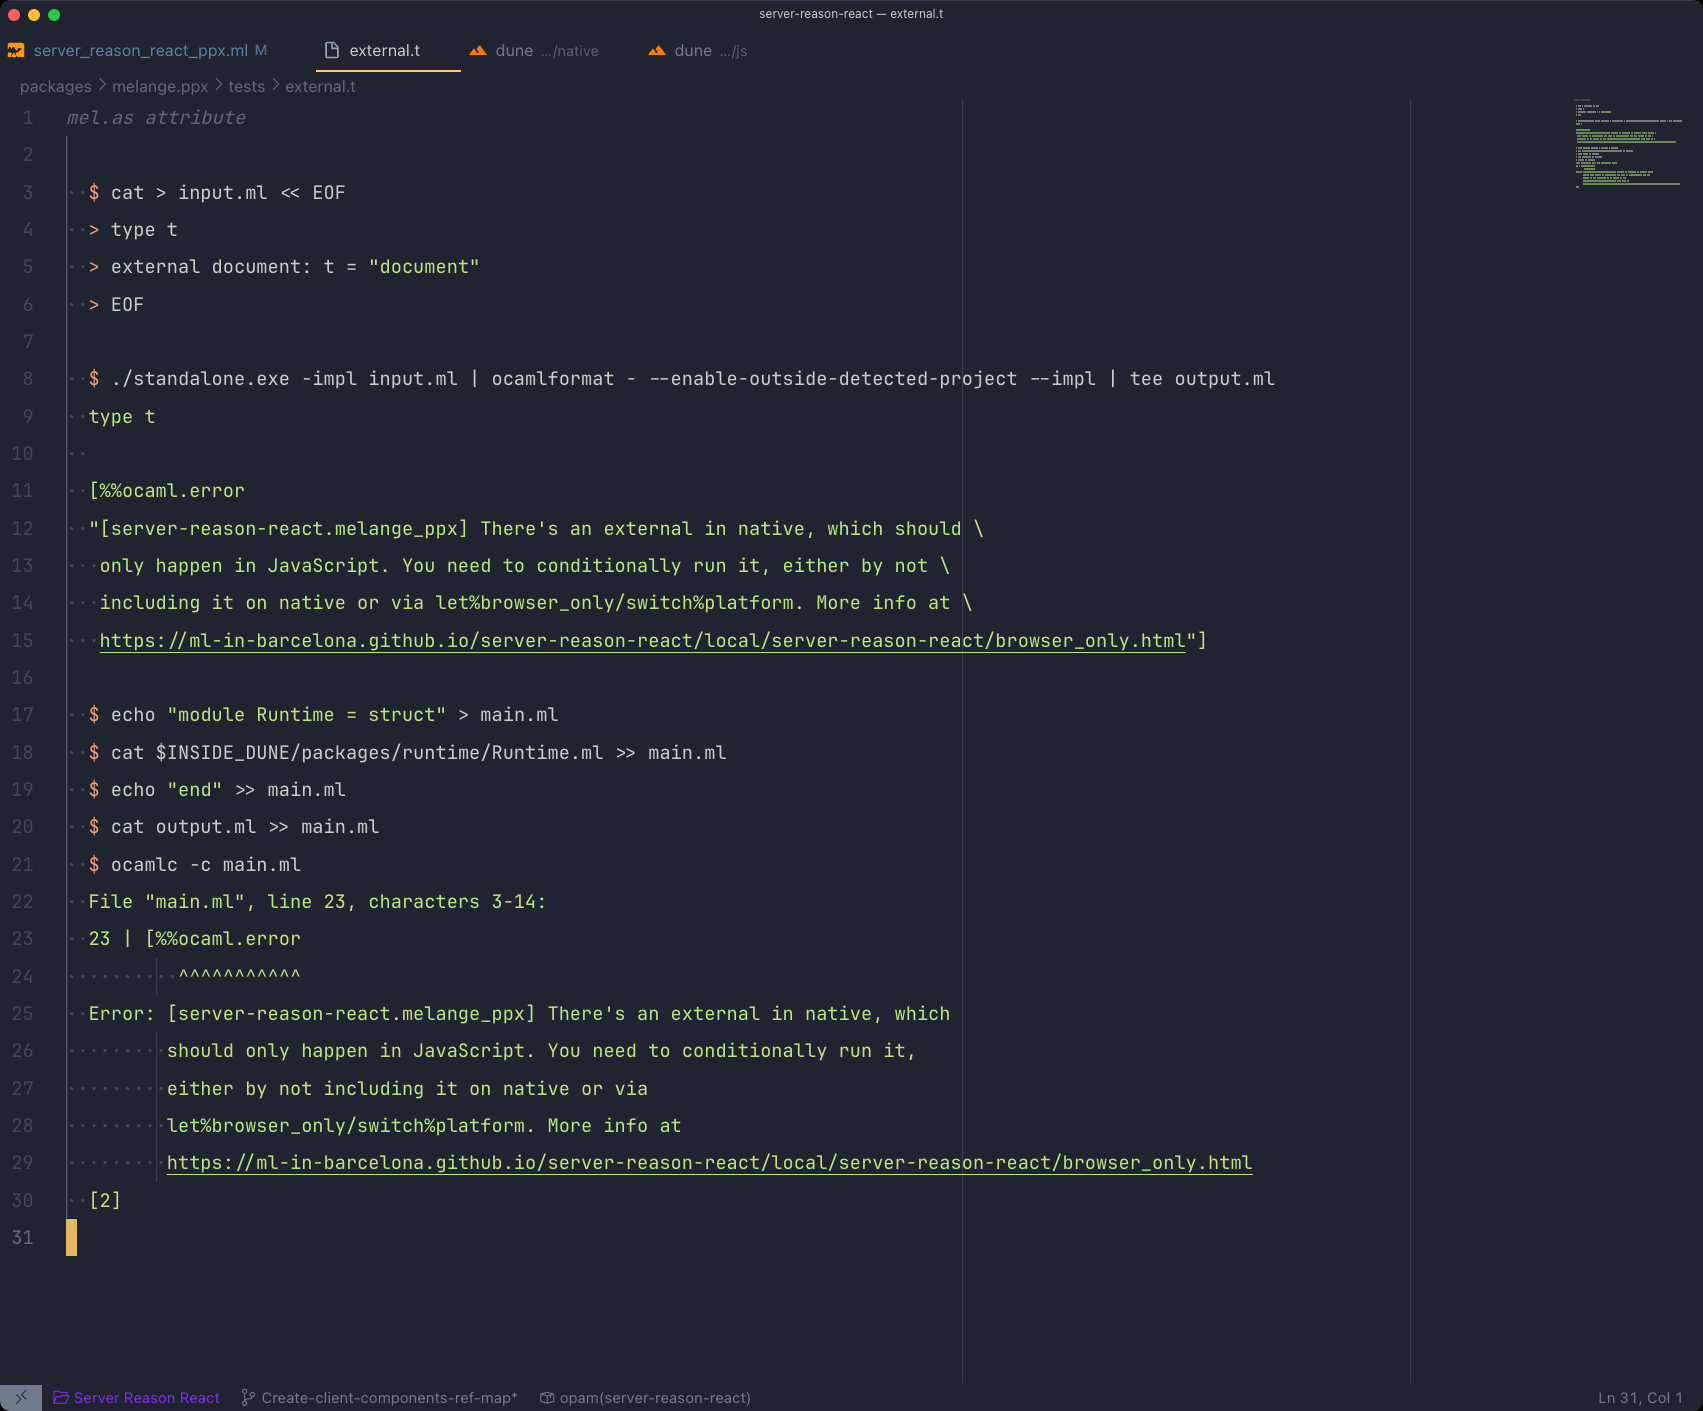 server-reason-react — external.t
server_reason_react_ppx.ml M
external.t
dune .../native
dune .../js
packages > melange.ppx > tests > external.t
1 mel.as attribute
2
3 $ cat > input.ml << EOF
4 > type t
5 > external document: t = "document"
6 > EOF
7
8 $ ./standalone.exe -impl input.ml | ocamlformat - --enable-outside-detected-project --impl | tee output.ml
9 type t
10
11 [%%ocaml.error
12 "[server-reason-react.melange_ppx] There's an external in native, which should \
13 only happen in JavaScript. You need to conditionally run it, either by not \
14 including it on native or via let%browser_only/switch%platform. More info at \
15 https://ml-in-barcelona.github.io/server-reason-react/local/server-reason-react/browser_only.html"]
16
17 $ echo "module Runtime = struct" > main.ml
18 $ cat $INSIDE_DUNE/packages/runtime/Runtime.ml >> main.ml
19 $ echo "end" >> main.ml
20 $ cat output.ml >> main.ml
21 $ ocamlc -c main.ml
22 File "main.ml", line 23, characters 3-14:
23 23 | [%%ocaml.error
24 ^^^^^^^^^^^
25 Error: [server-reason-react.melange_ppx] There's an external in native, which
26 should only happen in JavaScript. You need to conditionally run it,
27 either by not including it on native or via
28 let%browser_only/switch%platform. More info at
29 https://ml-in-barcelona.github.io/server-reason-react/local/server-reason-react/browser_only.html
30 [2]
31
Server Reason React
Create-client-components-ref-map*
opam(server-reason-react)
Ln 31, Col 1